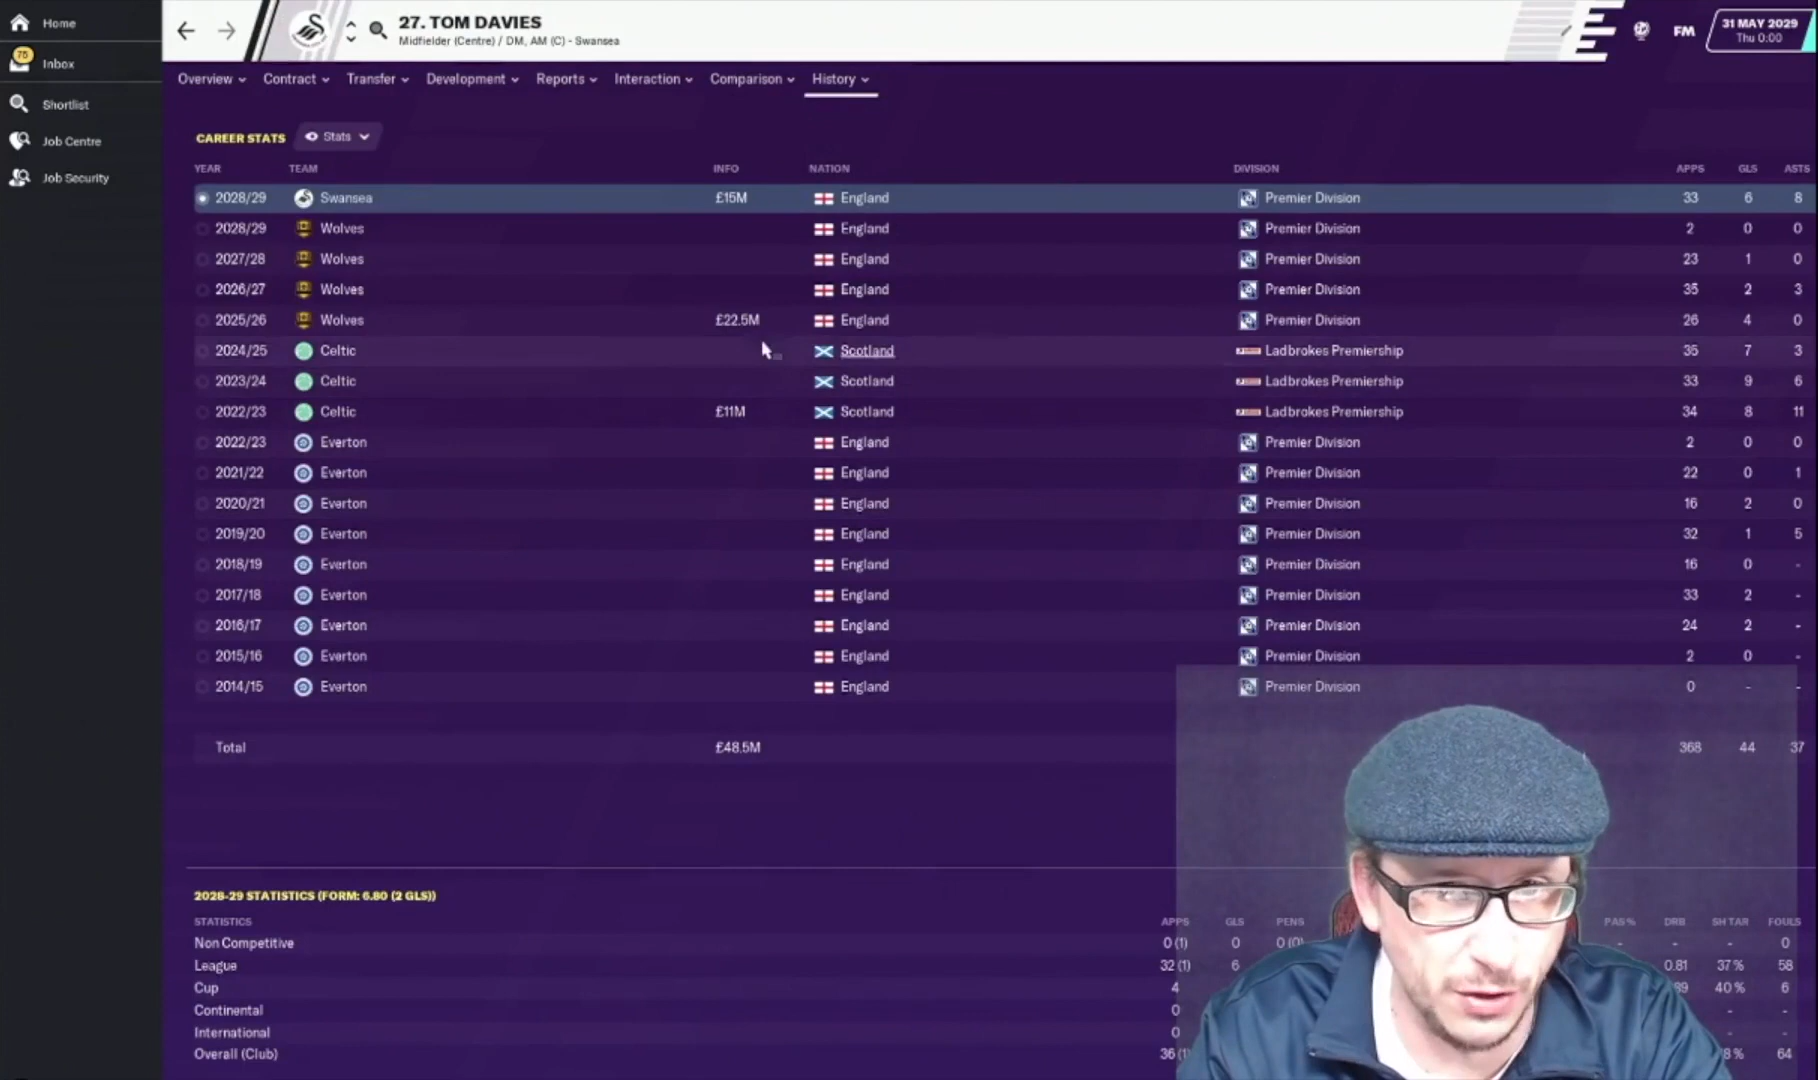 Home
75
Inbox
Shortlist
Job Centre
Job Security
27. TOM DAVIES
Midfielder (Centre) / DM, AM (C) - Swansea
FM
31 MAY 2029
Thu 0:00
Overview Contract Transfer Development Reports Interaction Comparison History
CAREER STATS Stats
YEAR TEAM INFO NATION DIVISION APPS GLS ASTS
2028/29 Swansea £15M England Premier Division 33 6 8
2028/29 Wolves England Premier Division 2 0 0
2027/28 Wolves England Premier Division 23 1 0
2026/27 Wolves England Premier Division 35 2 3
2025/26 Wolves £22.5M England Premier Division 26 4 0
2024/25 Celtic Scotland Ladbrokes Premiership 35 7 3
2023/24 Celtic Scotland Ladbrokes Premiership 33 9 6
2022/23 Celtic £11M Scotland Ladbrokes Premiership 34 8 11
2022/23 Everton England Premier Division 2 0 0
2021/22 Everton England Premier Division 22 0 1
2020/21 Everton England Premier Division 16 2 0
2019/20 Everton England Premier Division 32 1 5
2018/19 Everton England Premier Division 16 0 -
2017/18 Everton England Premier Division 33 2 -
2016/17 Everton England Premier Division 24 2 -
2015/16 Everton England Premier Division 2 0 -
2014/15 Everton England Premier Division 0 - -
Total £48.5M 368 44 37
2028-29 STATISTICS (FORM: 6.80 (2 GLS))
STATISTICS APPS GLS PENS PAS % DRB SH TAR FOULS
Non Competitive 0 (1) 0 0 (0) - - - 0
League 32 (1) 6 0.81 37 % 58
Cup 4 40 % 6
Continental 0 - -
International 0 - -
Overall (Club) 36 (1 64